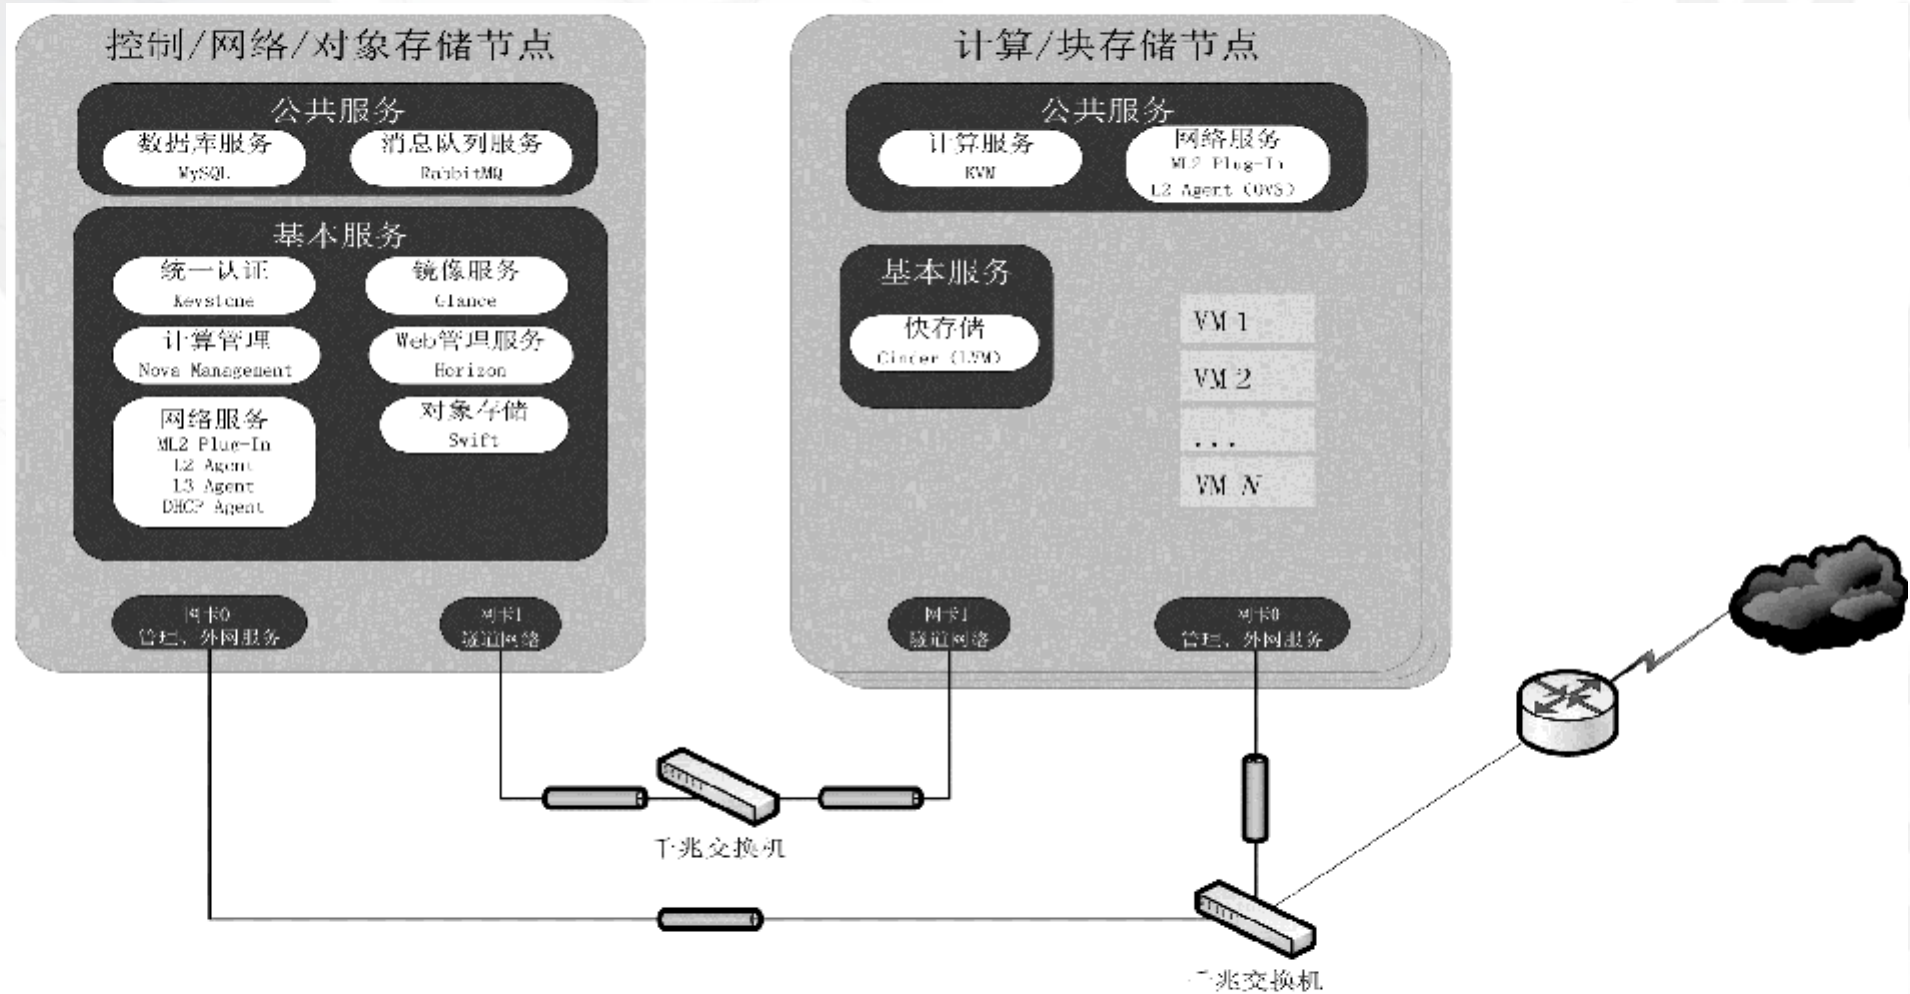 控制/网络/对象存储节点
公共服务
数据库服务
MySQL
消息队列服务
RabbitMQ
基本服务
统一认证
Keystone
镜像服务
Glance
计算管理
Nova Management
Web管理服务
Horizon
网络服务
ML2 Plug-In
L2 Agent
L3 Agent
DHCP Agent
对象存储
Swift
网卡0
管理、外网服务
网卡1
隧道网络
计算/块存储节点
公共服务
计算服务
KVM
网络服务
ML2 Plug-In
L2 Agent (OVS)
基本服务
快存储
Cinder (LVM)
VM 1
VM 2
...
VM N
网卡1
隧道网络
网卡0
管理、外网服务
千兆交换机
千兆交换机